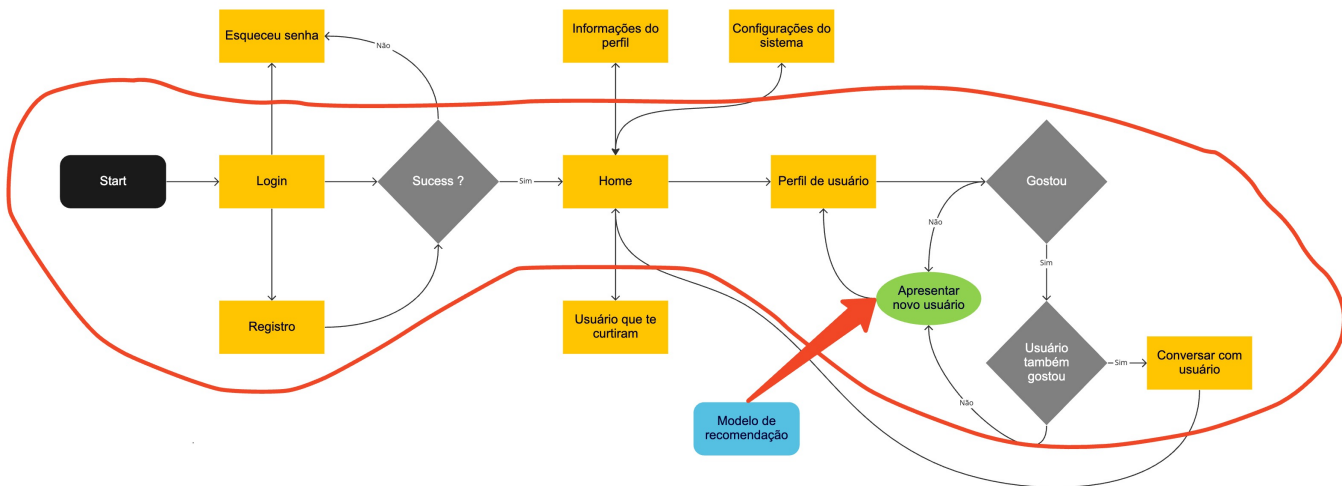 Esqueceu senha
Não
Informações do
perfil
Configurações do
sistema
Start
Login
Sucess ?
Sim
Home
Perfil de usuário
Gostou
Não
Sim
Registro
Usuário que te
curtiram
Apresentar
novo usuário
Usuário
também
gostou
Sim
Conversar com
usuário
Não
Modelo de
recomendação